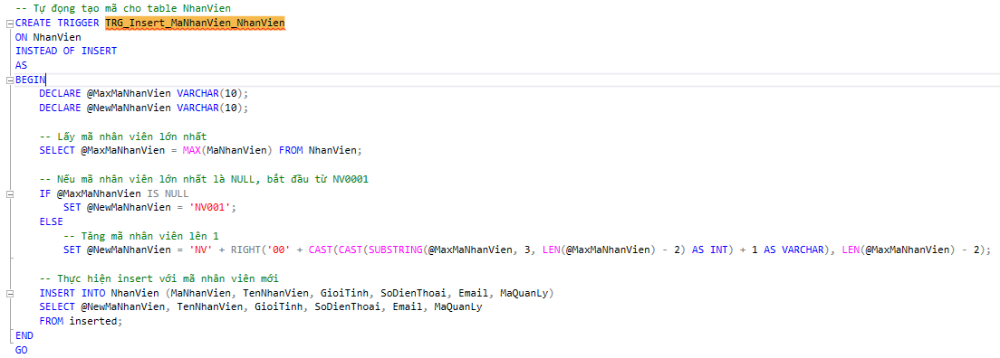 -- Tự động tạo mã cho table NhanVien
CREATE TRIGGER TRG_Insert_MaNhanVien_NhanVien
ON NhanVien
INSTEAD OF INSERT
AS
BEGIN
    DECLARE @MaxMaNhanVien VARCHAR(10);
    DECLARE @NewMaNhanVien VARCHAR(10);
    -- Lấy mã nhân viên lớn nhất
    SELECT @MaxMaNhanVien = MAX(MaNhanVien) FROM NhanVien;
    -- Nếu mã nhân viên lớn nhất là NULL, bắt đầu từ NV0001
    IF @MaxMaNhanVien IS NULL
        SET @NewMaNhanVien = 'NV001';
    ELSE
        -- Tăng mã nhân viên lên 1
        SET @NewMaNhanVien = 'NV' + RIGHT('00' + CAST(CAST(SUBSTRING(@MaxMaNhanVien, 3, LEN(@MaxMaNhanVien) - 2) AS INT) + 1 AS VARCHAR), LEN(@MaxMaNhanVien) - 2);
    -- Thực hiện insert với mã nhân viên mới
    INSERT INTO NhanVien (MaNhanVien, TenNhanVien, GioiTinh, SoDienThoai, Email, MaQuanLy)
    SELECT @NewMaNhanVien, TenNhanVien, GioiTinh, SoDienThoai, Email, MaQuanLy
    FROM inserted;
END
GO